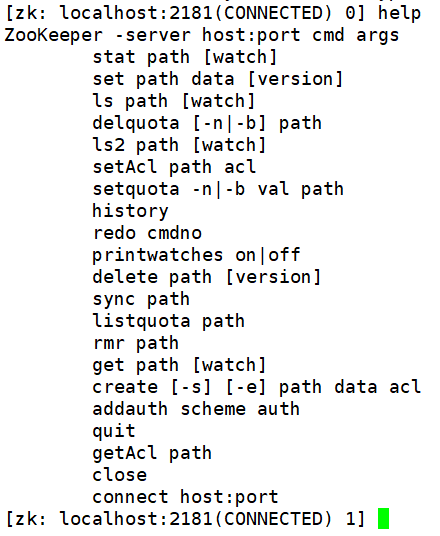 [zk: localhost:2181(CONNECTED) 0] help
ZooKeeper -server host:port cmd args
stat path [watch]
set path data [version]
ls path [watch]
delquota [-n|-b] path
ls2 path [watch]
setAcl path acl
setquota -n|-b val path
history
redo cmdno
printwatches on|off
delete path [version]
sync path
listquota path
rmr path
get path [watch]
create [-s] [-e] path data acl
addauth scheme auth
quit
getAcl path
close
connect host:port
[zk: localhost:2181(CONNECTED) 1]